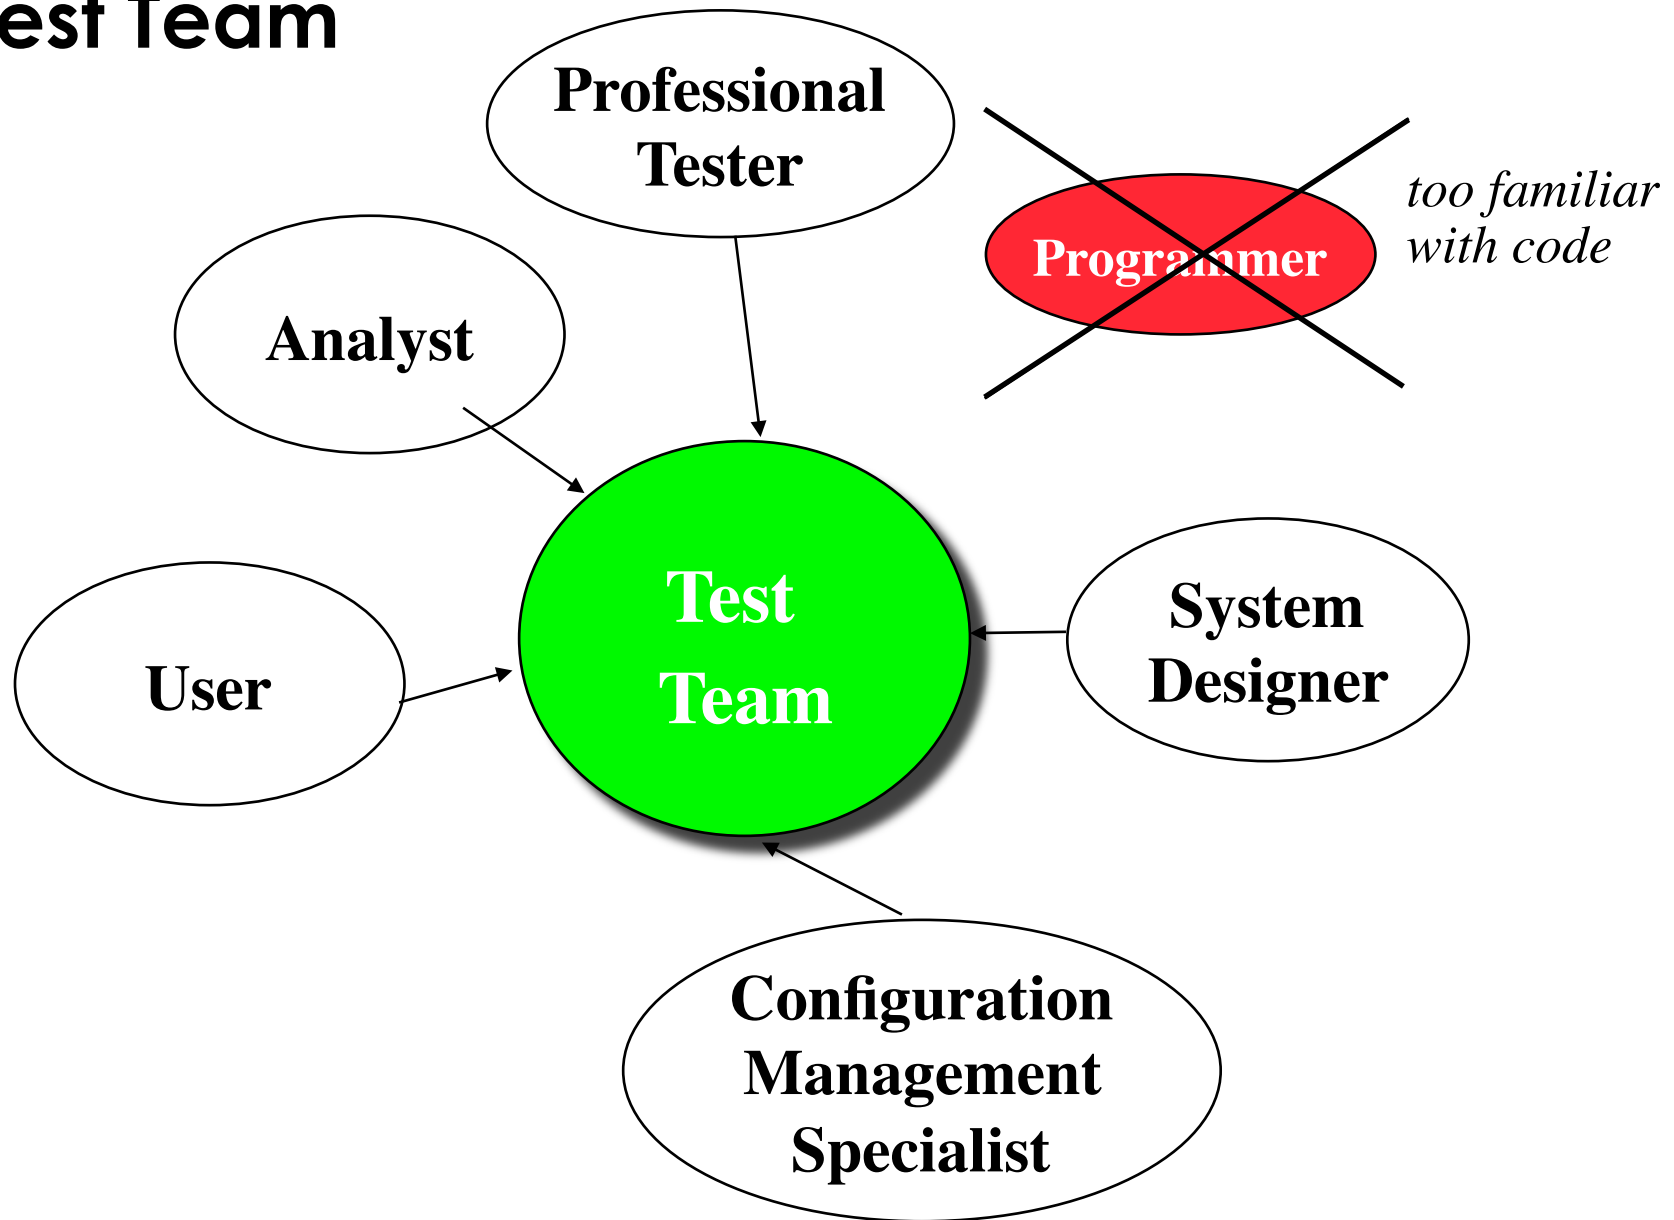 est Team
Professional
Tester
too familiar
with code
Programmer
Analyst
Test
Team
System
Designer
User
Configuration
Management
Specialist